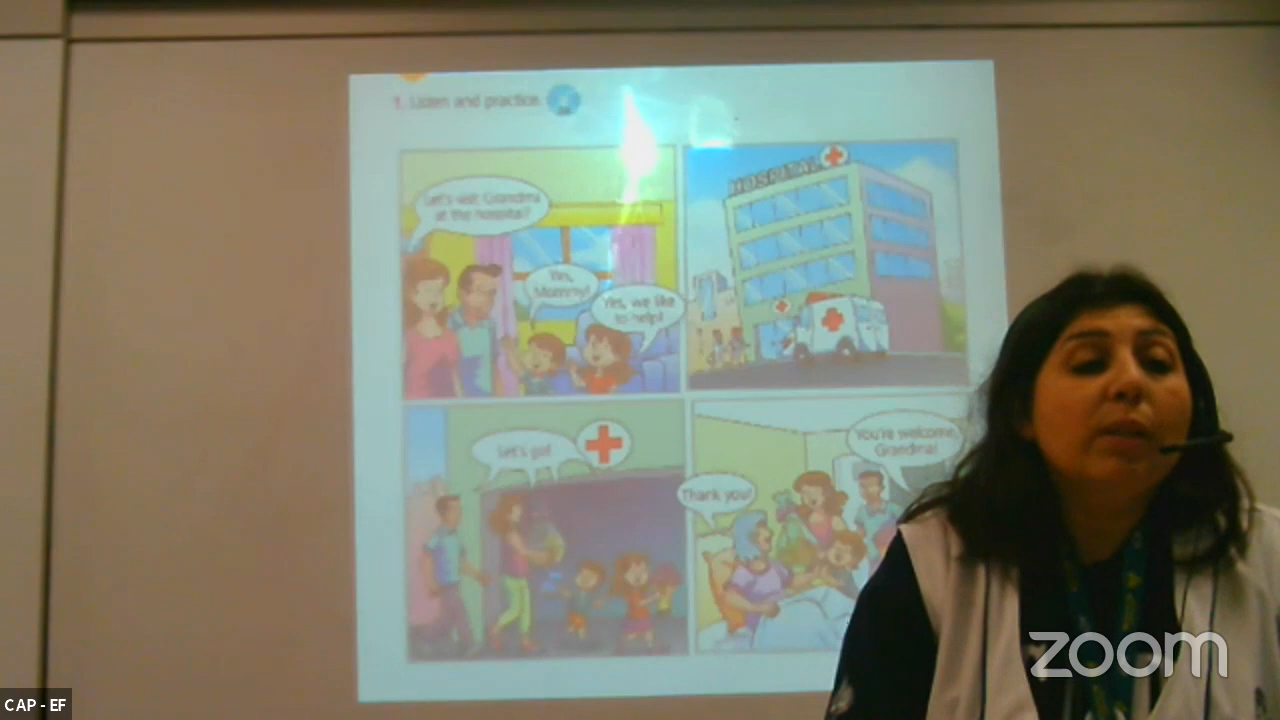 1. Listen and practice.
Let's visit Grandma
at the hospital?
Yes,
Mommy!
Yes, we like
to help!
HOSPITAL
Let's go!
Thank you!
You're welcome,
Grandma!
zoom
CAP - EF